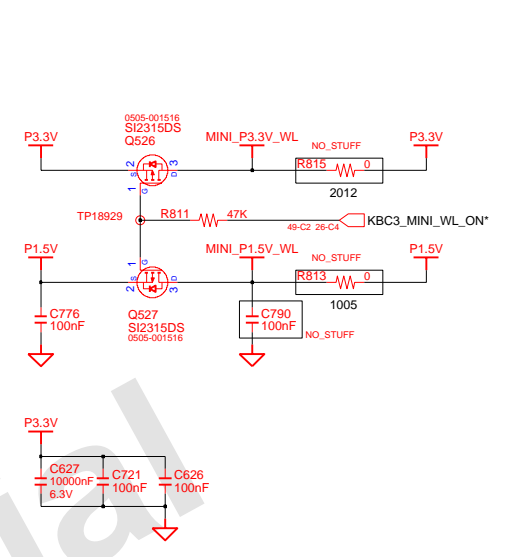 0505-001516
SI2315DS
Q526
P3.3V
MINI_P3.3V_WL
NO_STUFF
P3.3V
R815 0
2 S
3 D
1 G
2012
TP18929
R811 47K
KBC3_MINI_WL_ON*
49-C2 26-C4
P1.5V
MINI_P1.5V_WL
NO_STUFF
P1.5V
1 G
R813 0
2 S
3 D
1005
C776
100nF
Q527
SI2315DS
0505-001516
C790
100nF
NO_STUFF
P3.3V
C627
10000nF
6.3V
C721
100nF
C626
100nF